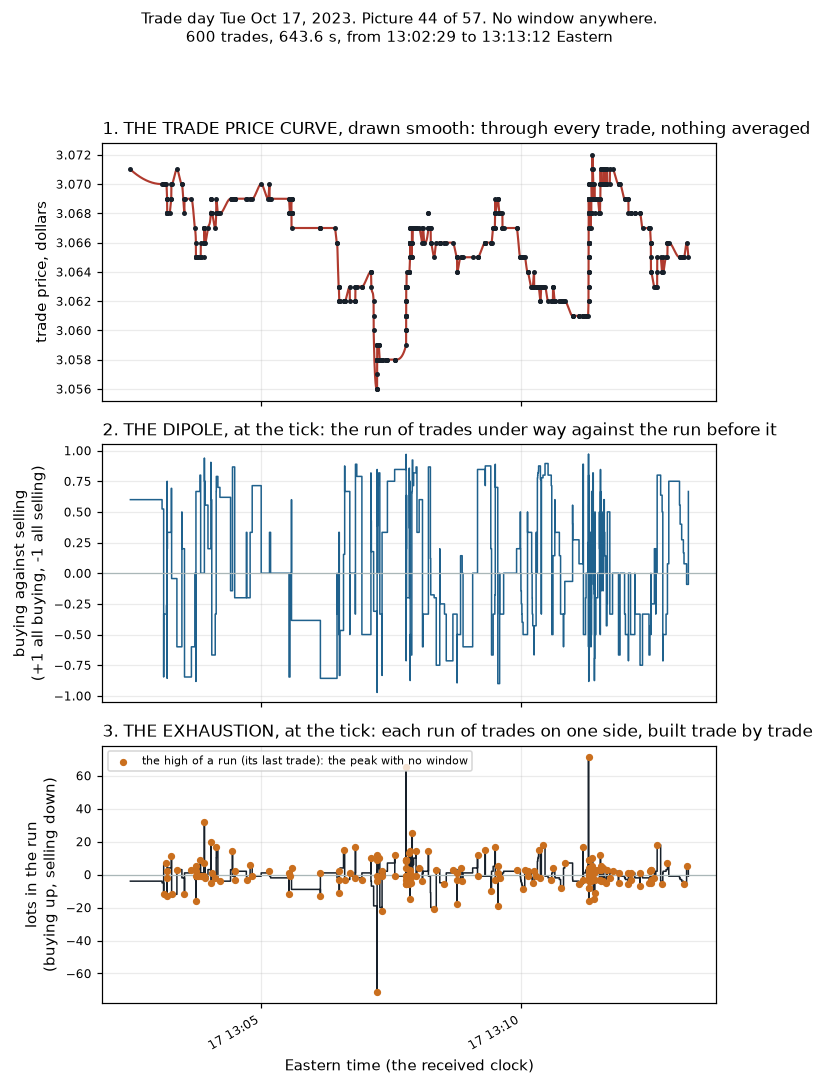 Trade day Tue Oct 17, 2023. Picture 44 of 57. No window anywhere.
600 trades, 643.6 s, from 13:02:29 to 13:13:12 Eastern
1. THE TRADE PRICE CURVE, drawn smooth: through every trade, nothing averaged
trade price, dollars
3.072
3.070
3.068
3.066
3.064
3.062
3.060
3.058
3.056
2. THE DIPOLE, at the tick: the run of trades under way against the run before it
buying against selling
(+1 all buying, -1 all selling)
1.00
0.75
0.50
0.25
0.00
−0.25
−0.50
−0.75
−1.00
3. THE EXHAUSTION, at the tick: each run of trades on one side, built trade by trade
the high of a run (its last trade): the peak with no window
lots in the run
(buying up, selling down)
60
40
20
0
−20
−40
−60
17 13:05
17 13:10
Eastern time (the received clock)